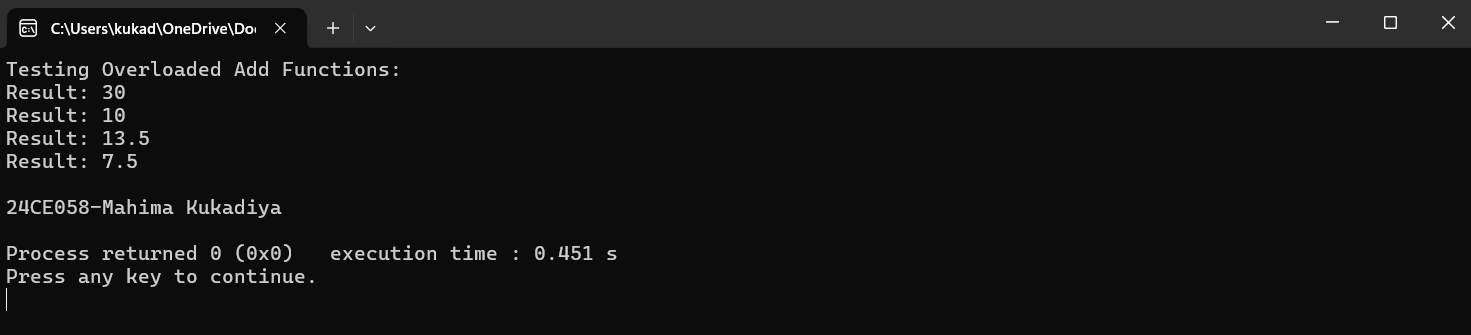 C:\Users\kukad\OneDrive\Do
Testing Overloaded Add Functions:
Result: 30
Result: 10
Result: 13.5
Result: 7.5
24CE058-Mahima Kukadiya
Process returned 0 (0x0)   execution time : 0.451 s
Press any key to continue.